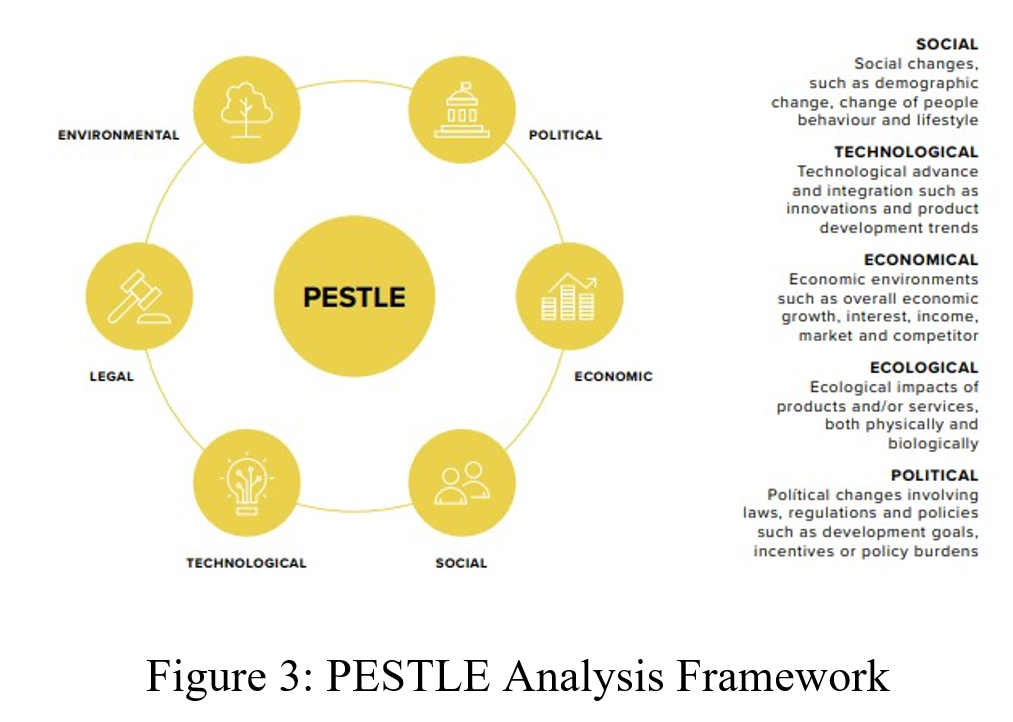 ENVIRONMENTAL
POLITICAL
LEGAL
PESTLE
ECONOMIC
TECHNOLOGICAL
SOCIAL
SOCIAL
Social changes,
such as demographic
change, change of people
behaviour and lifestyle
TECHNOLOGICAL
Technological advance
and integration such as
innovations and product
development trends
ECONOMICAL
Economic environments
such as overall economic
growth, interest, income,
market and competitor
ECOLOGICAL
Ecological impacts of
products and/or services,
both physically and
biologically
POLITICAL
Polítical changes involving
laws, regulations and policies
such as development goals,
incentives or policy burdens
Figure 3: PESTLE Analysis Framework